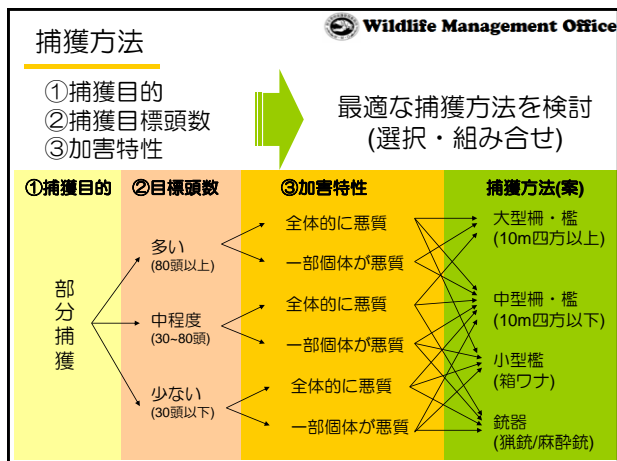 捕獲方法
Wildlife Management Office
①捕獲目的
②捕獲目標頭数
③加害特性
最適な捕獲方法を検討
(選択・組み合せ)
①捕獲目的
②目標頭数
③加害特性
捕獲方法(案)
部分捕獲
多い
(80頭以上)
中程度
(30~80頭)
少ない
(30頭以下)
全体的に悪質
一部個体が悪質
全体的に悪質
一部個体が悪質
全体的に悪質
一部個体が悪質
大型柵・檻
(10m四方以上)
中型柵・檻
(10m四方以下)
小型檻
(箱ワナ)
銃器
(猟銃/麻酔銃)